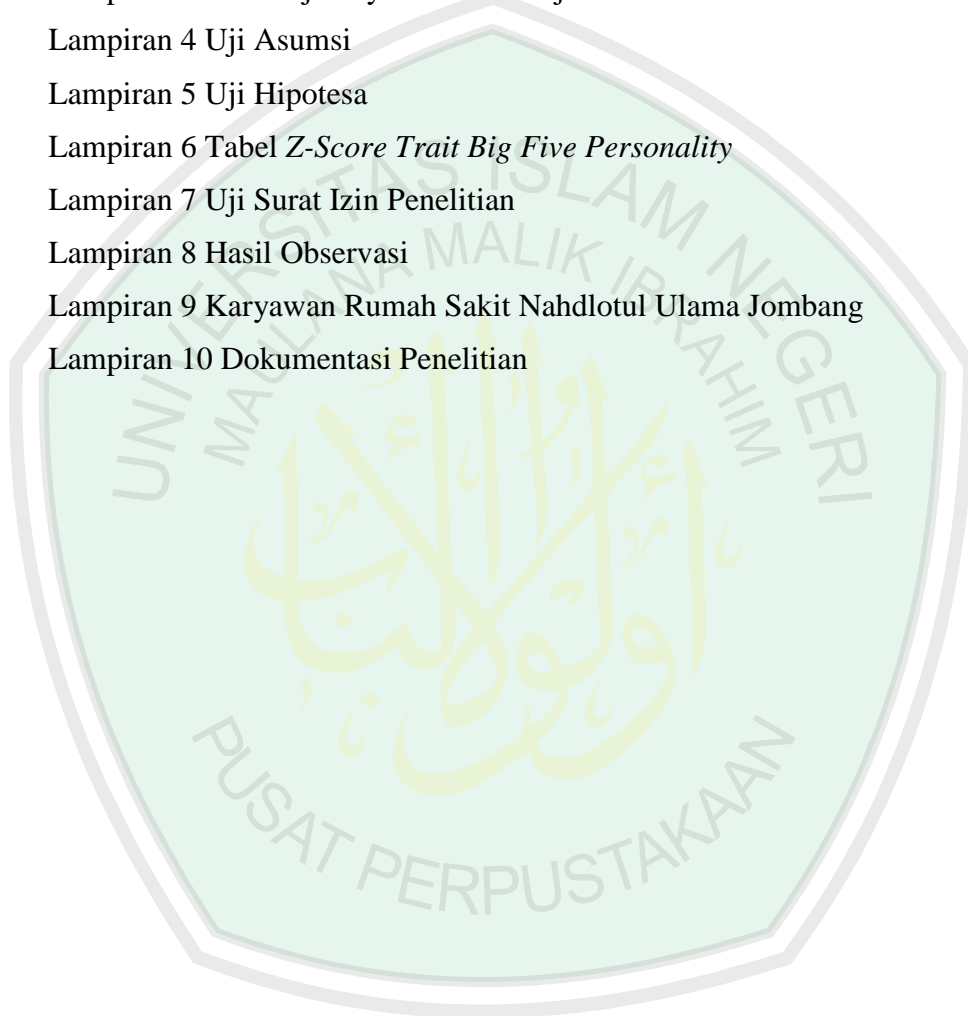 Lampiran 4 Uji Asumsi
Lampiran 5 Uji Hipotesa
Lampiran 6 Tabel Z-Score Trait Big Five Personality
Lampiran 7 Uji Surat Izin Penelitian
Lampiran 8 Hasil Observasi
Lampiran 9 Karyawan Rumah Sakit Nahdlotul Ulama Jombang
Lampiran 10 Dokumentasi Penelitian
UNIVERSITAS ISLAM NEGERI
MAULANA MALIK IBRAHIM
PUSAT PERPUSTAKAAN